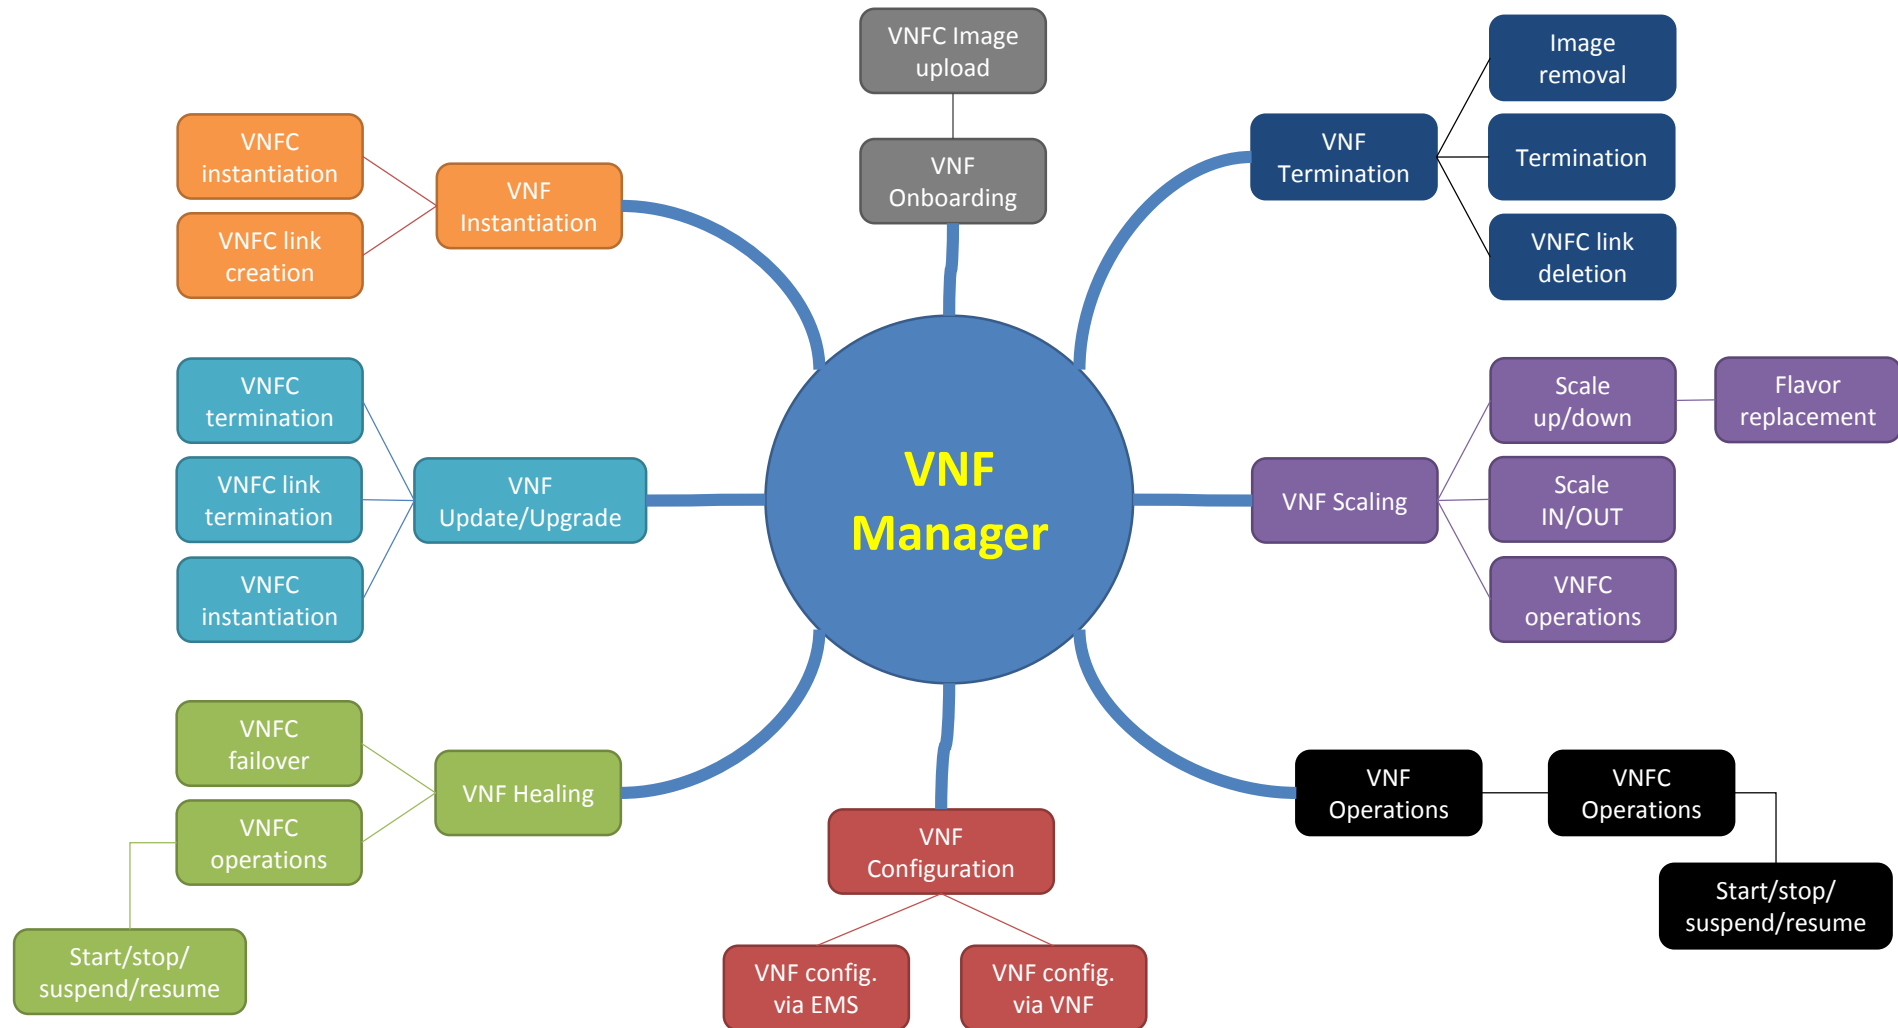 VNFC Image
upload
VNF
Onboarding
Image
removal
VNF
Termination
Termination
VNFC link
deletion
VNFC
instantiation
VNFC link
creation
VNF
Instantiation
VNFC
termination
VNFC link
termination
VNFC
instantiation
VNF
Update/Upgrade
VNF
Manager
VNF Scaling
Scale
up/down
Flavor
replacement
Scale
IN/OUT
VNFC
operations
VNFC
failover
VNFC
operations
VNF Healing
Start/stop/
suspend/resume
VNF
Configuration
VNF config.
via EMS
VNF config.
via VNF
VNF
Operations
VNFC
Operations
Start/stop/
suspend/resume